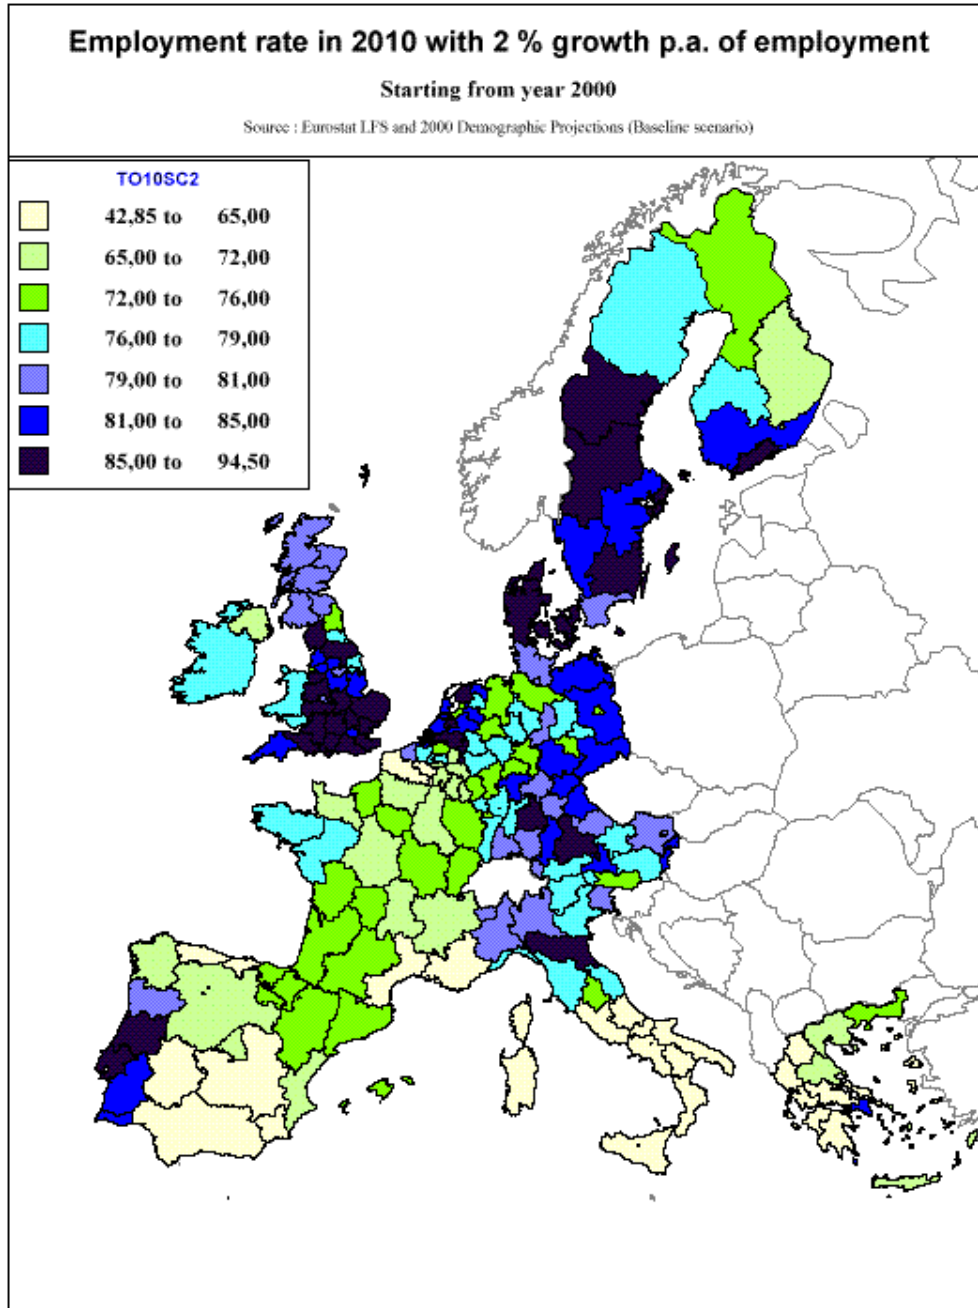 Employment rate in 2010 with 2 % growth p.a. of employment
Starting from year 2000
Source : Eurostat LFS and 2000 Demographic Projections (Baseline scenario)
TO10SC2
42,85 to 65,00
65,00 to 72,00
72,00 to 76,00
76,00 to 79,00
79,00 to 81,00
81,00 to 85,00
85,00 to 94,50